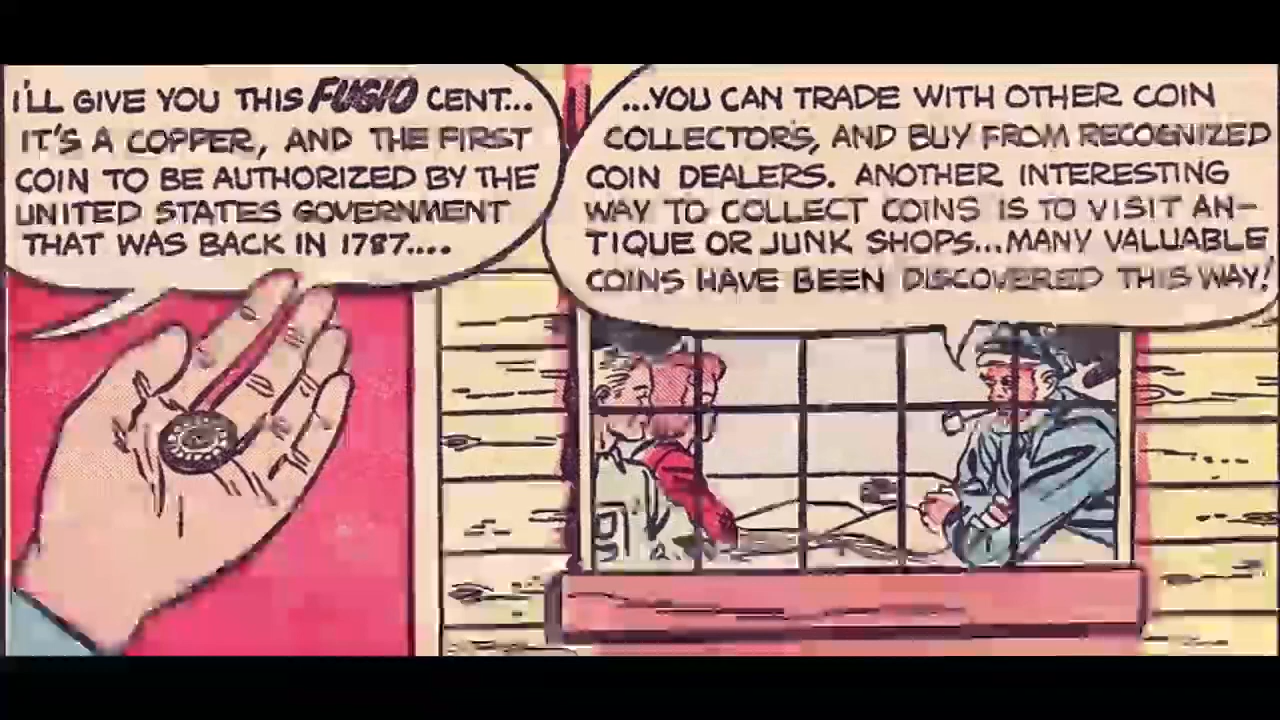 I'LL GIVE YOU THIS FUGIO CENT...
IT'S A COPPER, AND THE FIRST
COIN TO BE AUTHORIZED BY THE
UNITED STATES GOVERNMENT
THAT WAS BACK IN 1787....
...YOU CAN TRADE WITH OTHER COIN
COLLECTORS, AND BUY FROM RECOGNIZED
COIN DEALERS. ANOTHER INTERESTING
WAY TO COLLECT COINS IS TO VISIT AN-
TIQUE OR JUNK SHOPS...MANY VALUABLE
COINS HAVE BEEN DISCOVERED THIS WAY!